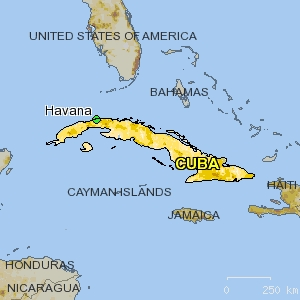 UNITED STATES OF AMERICA
BAHAMAS
Havana
CUBA
CAYMAN ISLANDS
HAITI
JAMAICA
HONDURAS
NICARAGUA
0 250 km